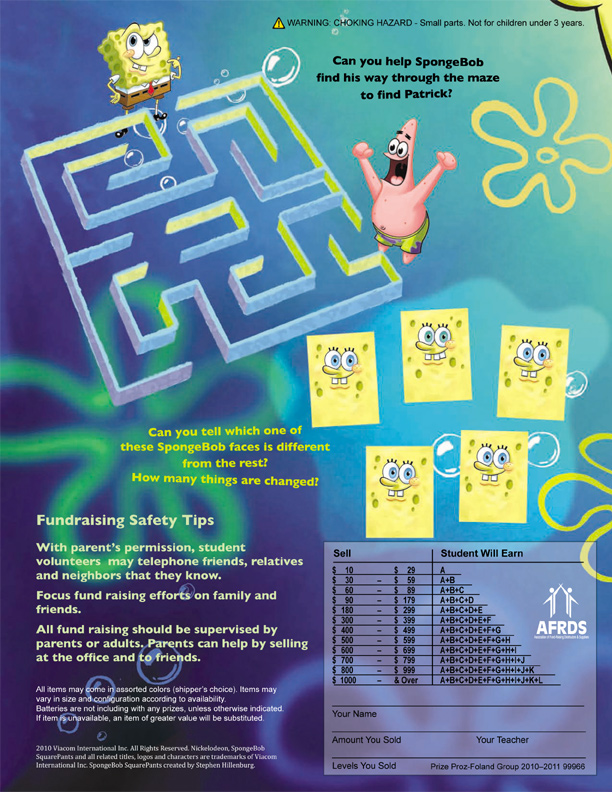 WARNING: CHOKING HAZARD - Small parts. Not for children under 3 years.
Can you help SpongeBob
find his way through the maze
to find Patrick?
Can you tell which one of
these SpongeBob faces is different
from the rest?
How many things are changed?
Fundraising Safety Tips
With parent's permission, student
volunteers may telephone friends, relatives
and neighbors that they know.
Focus fund raising efforts on family and
friends.
All fund raising should be supervised by
parents or adults. Parents can help by selling
at the office and to friends.
All items may come in assorted colors (shipper's choice). Items may
vary in size and configuration according to availability.
Batteries are not including with any prizes, unless otherwise indicated.
If item is unavailable, an item of greater value will be substituted.
2010 Viacom International Inc. All Rights Reserved. Nickelodeon, SpongeBob
SquarePants and all related titles, logos and characters are trademarks of Viacom
International Inc. SpongeBob SquarePants created by Stephen Hillenburg.
Sell Student Will Earn
$ 10 $ 29 A
$ 30 – $ 59 A+B
$ 60 – $ 89 A+B+C
$ 90 – $ 179 A+B+C+D
$ 180 – $ 299 A+B+C+D+E
$ 300 – $ 399 A+B+C+D+E+F
$ 400 – $ 499 A+B+C+D+E+F+G
$ 500 – $ 599 A+B+C+D+E+F+G+H
$ 600 – $ 699 A+B+C+D+E+F+G+H+I
$ 700 – $ 799 A+B+C+D+E+F+G+H+I+J
$ 800 – $ 999 A+B+C+D+E+F+G+H+I+J+K
$ 1000 – & Over A+B+C+D+E+F+G+H+I+J+K+L
AFRDS
Your Name
Amount You Sold Your Teacher
Levels You Sold Prize Proz-Foland Group 2010–2011 99966